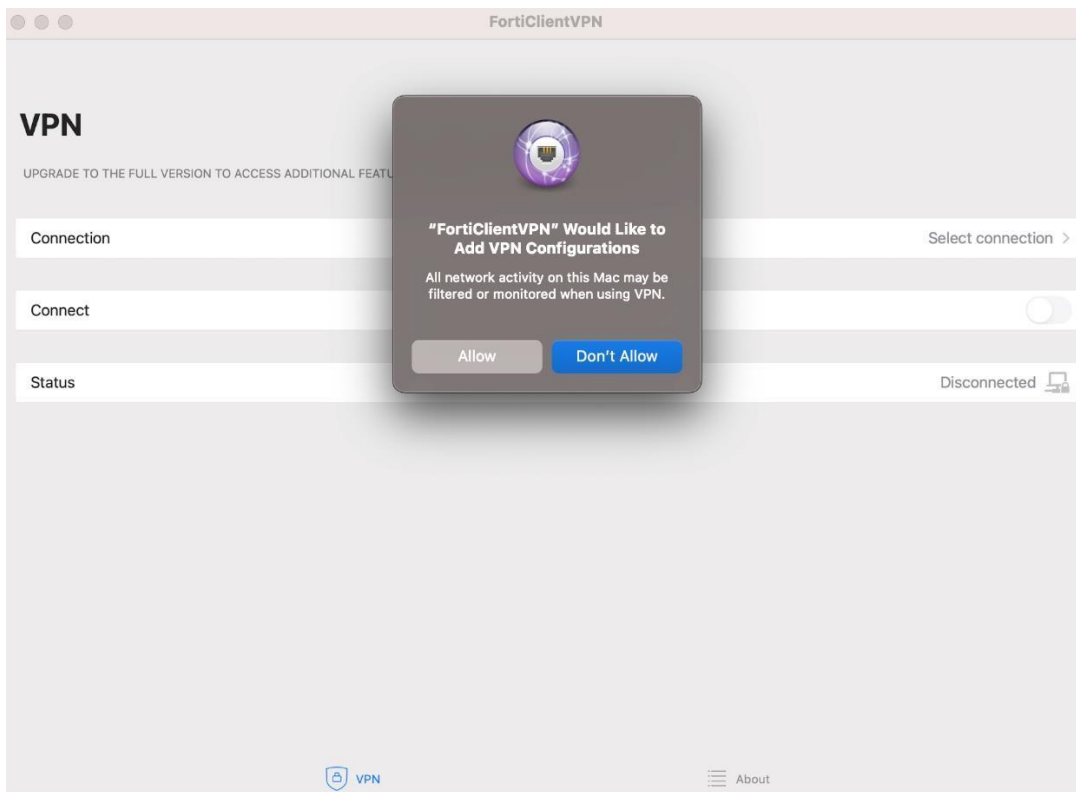 FortiClientVPN
VPN
UPGRADE TO THE FULL VERSION TO ACCESS ADDITIONAL
Connection
Select connection >
Connect
Status
Disconnected
"FortiClientVPN" Would Like to
Add VPN Configurations
All network activity on this Mac may be
filtered or monitored when using VPN.
Allow
Don't Allow
VPN
About